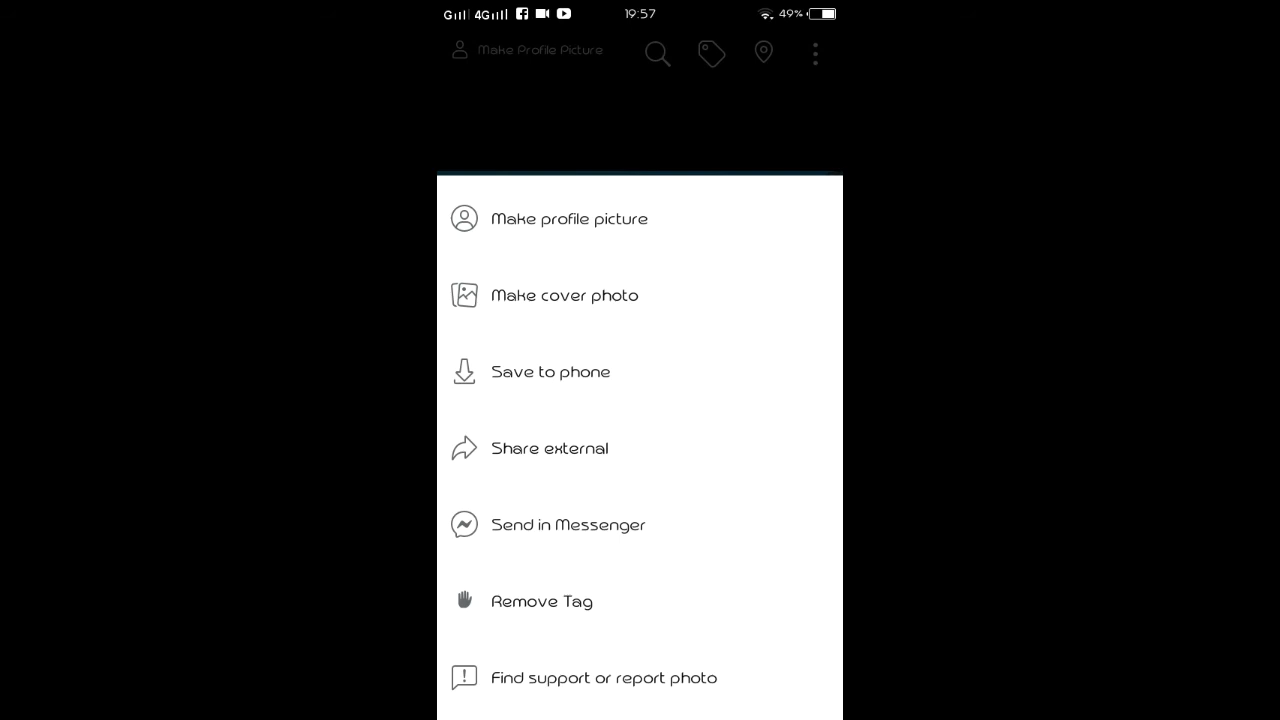 4G 19:57 49%
Make Profile Picture
Make profile picture
Make cover photo
Save to phone
Share external
Send in Messenger
Remove Tag
Find support or report photo